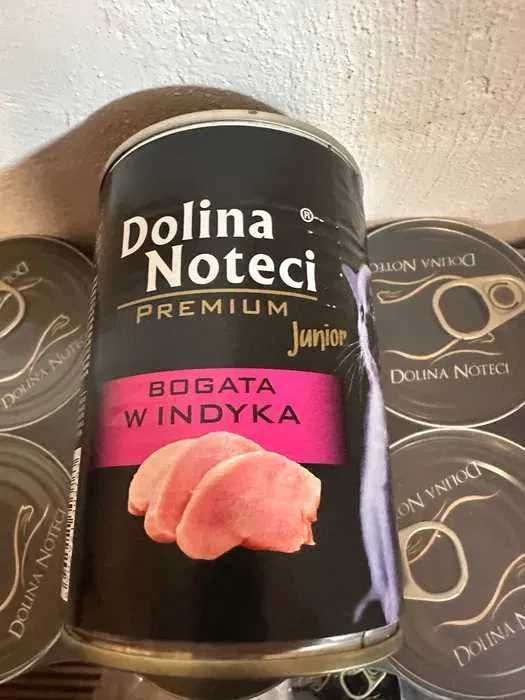 Dolina ®
Noteci
PREMIUM
Junior
BOGATA
W INDYKA
DOLINA NOTECI
DOLINA NOTECI
DOLINA NOTECI
DOLINA NOTECI
DOLINA NOTECI